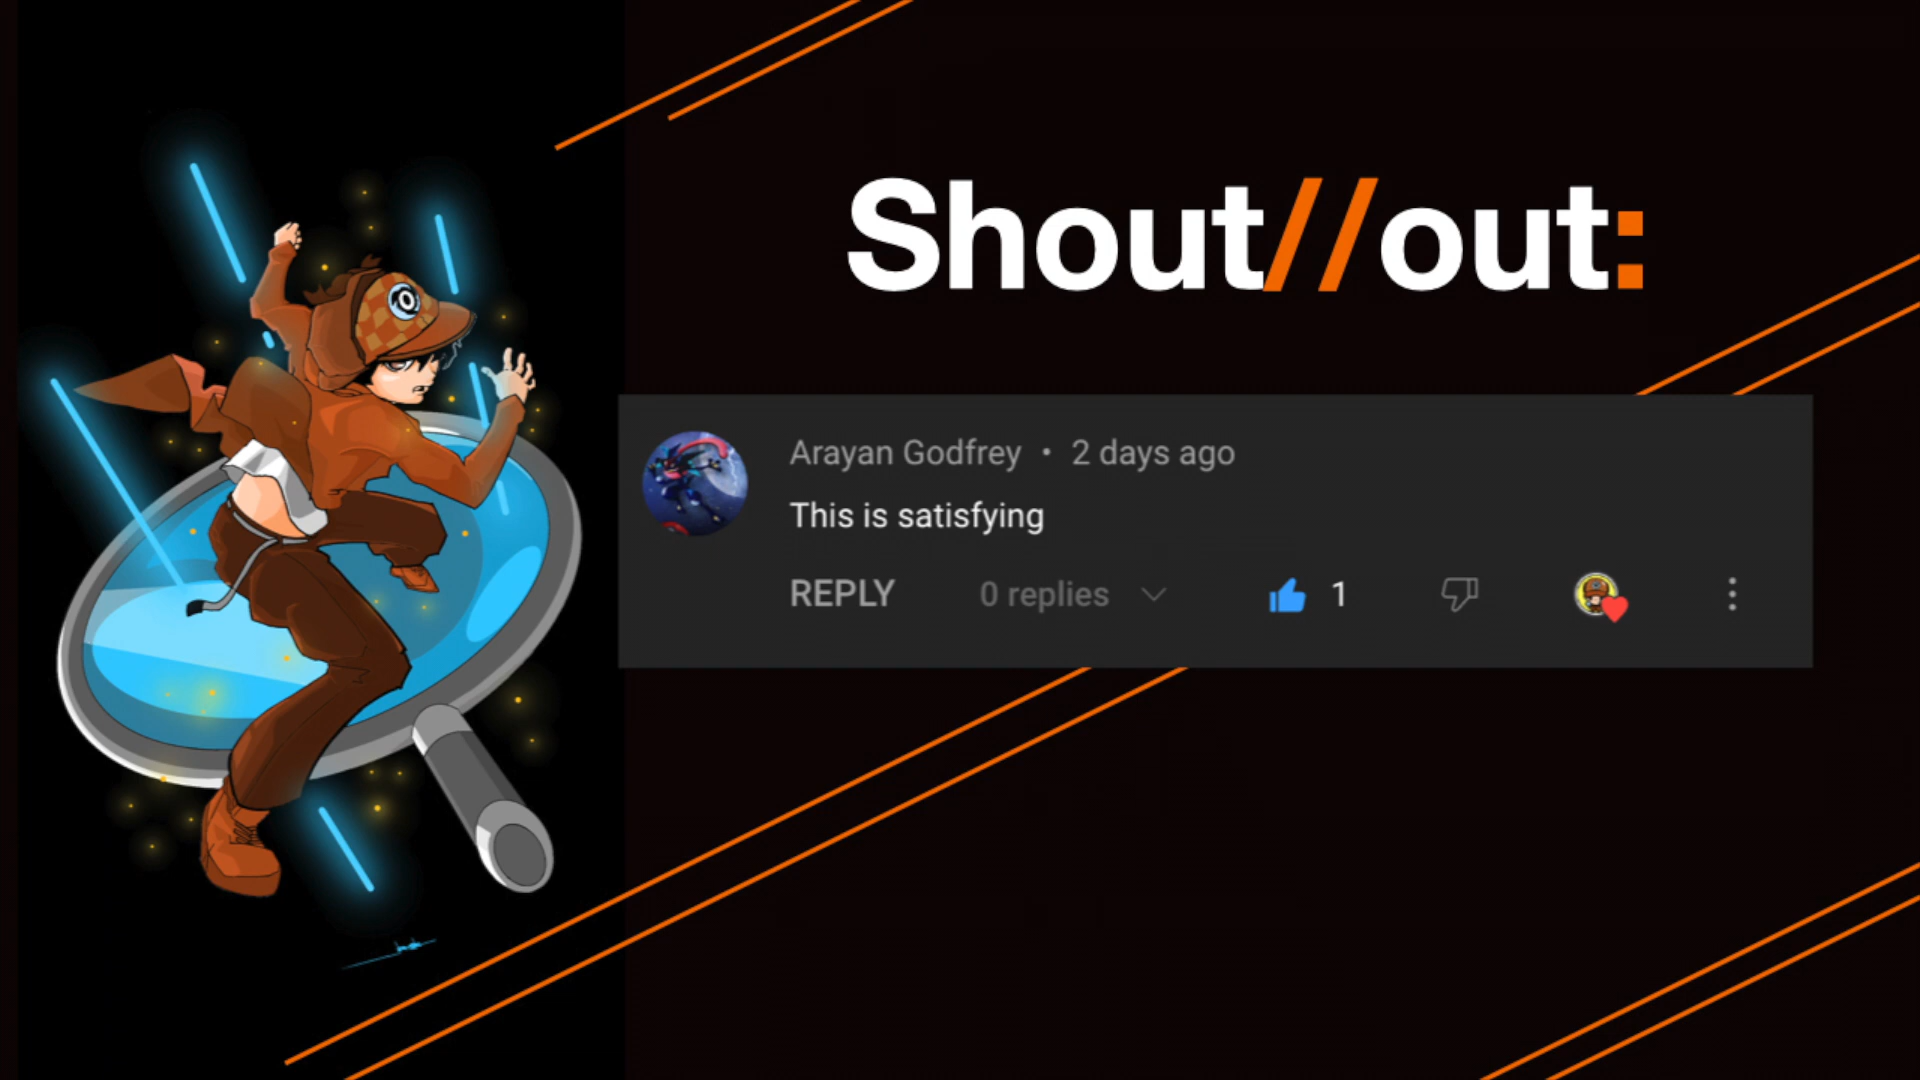 Shout//out:
Arayan Godfrey • 2 days ago
This is satisfying
REPLY 0 replies 1